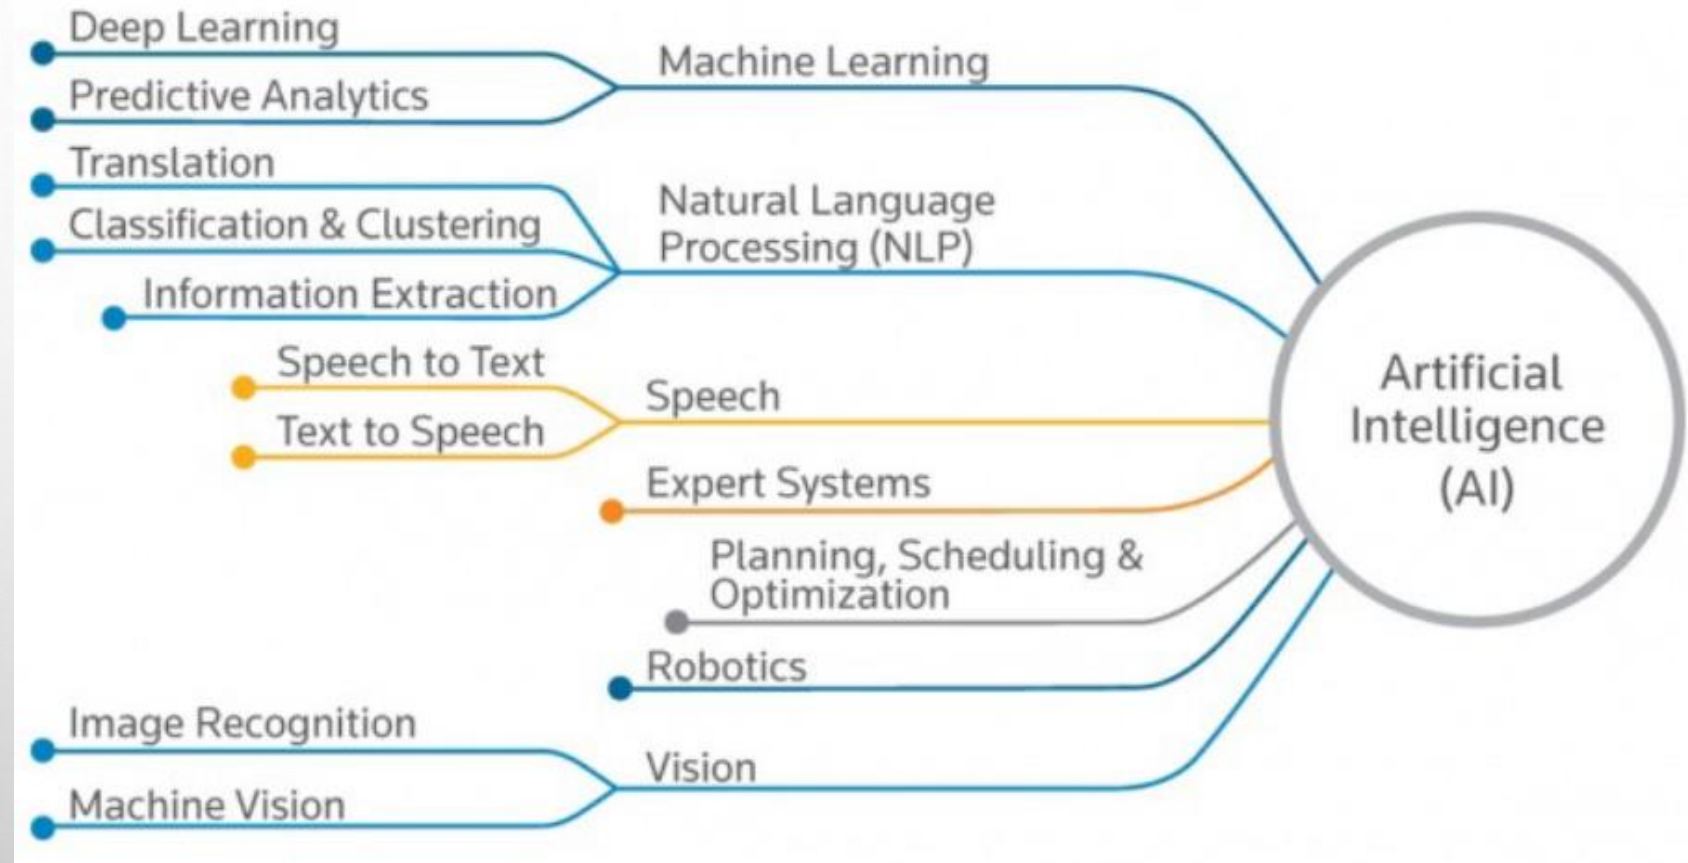 Deep Learning
Predictive Analytics
Machine Learning
Translation
Classification & Clustering
Information Extraction
Natural Language
Processing (NLP)
Speech to Text
Text to Speech
Speech
Expert Systems
Planning, Scheduling &
Optimization
Robotics
Image Recognition
Machine Vision
Vision
Artificial
Intelligence
(AI)